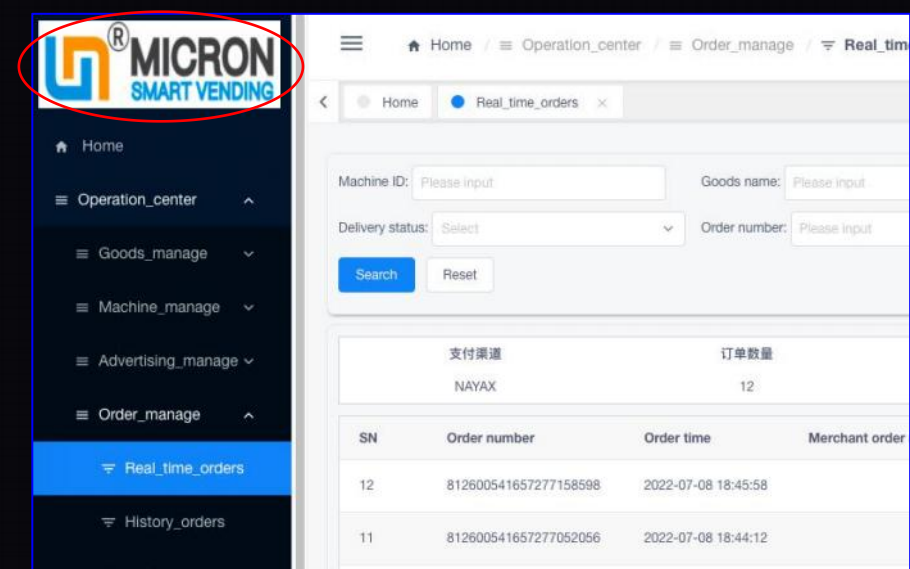 ®MICRON
SMART VENDING
Home / Operation_center / Order_manage / Real_tim
Home
Real_time_orders ×
Home
Operation_center
Goods_manage
Machine_manage
Advertising_manage
Order_manage
Real_time_orders
History_orders
Machine ID: Please input
Goods name: Please input
Delivery status: Select
Order number: Please input
Search
Reset
支付渠道 订单数量
NAYAX 12
SN Order number Order time Merchant order
12 812600541657277158598 2022-07-08 18:45:58
11 812600541657277052056 2022-07-08 18:44:12